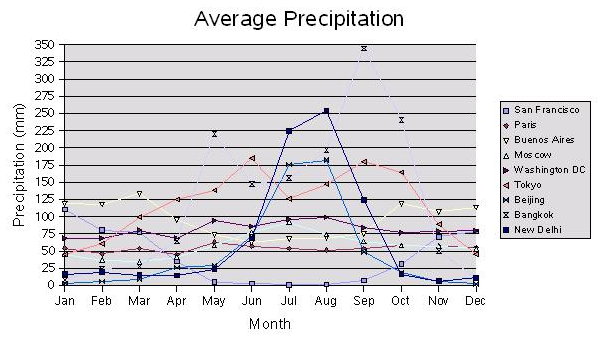 Average Precipitation
Precipitation (mm)
350
325
300
275
250
225
200
175
150
125
100
75
50
25
0
Jan Feb Mar Apr May Jun Jul Aug Sep Oct Nov Dec
Month
San Francisco
Paris
Buenos Aires
Moscow
Washington DC
Tokyo
Beijing
Bangkok
New Delhi